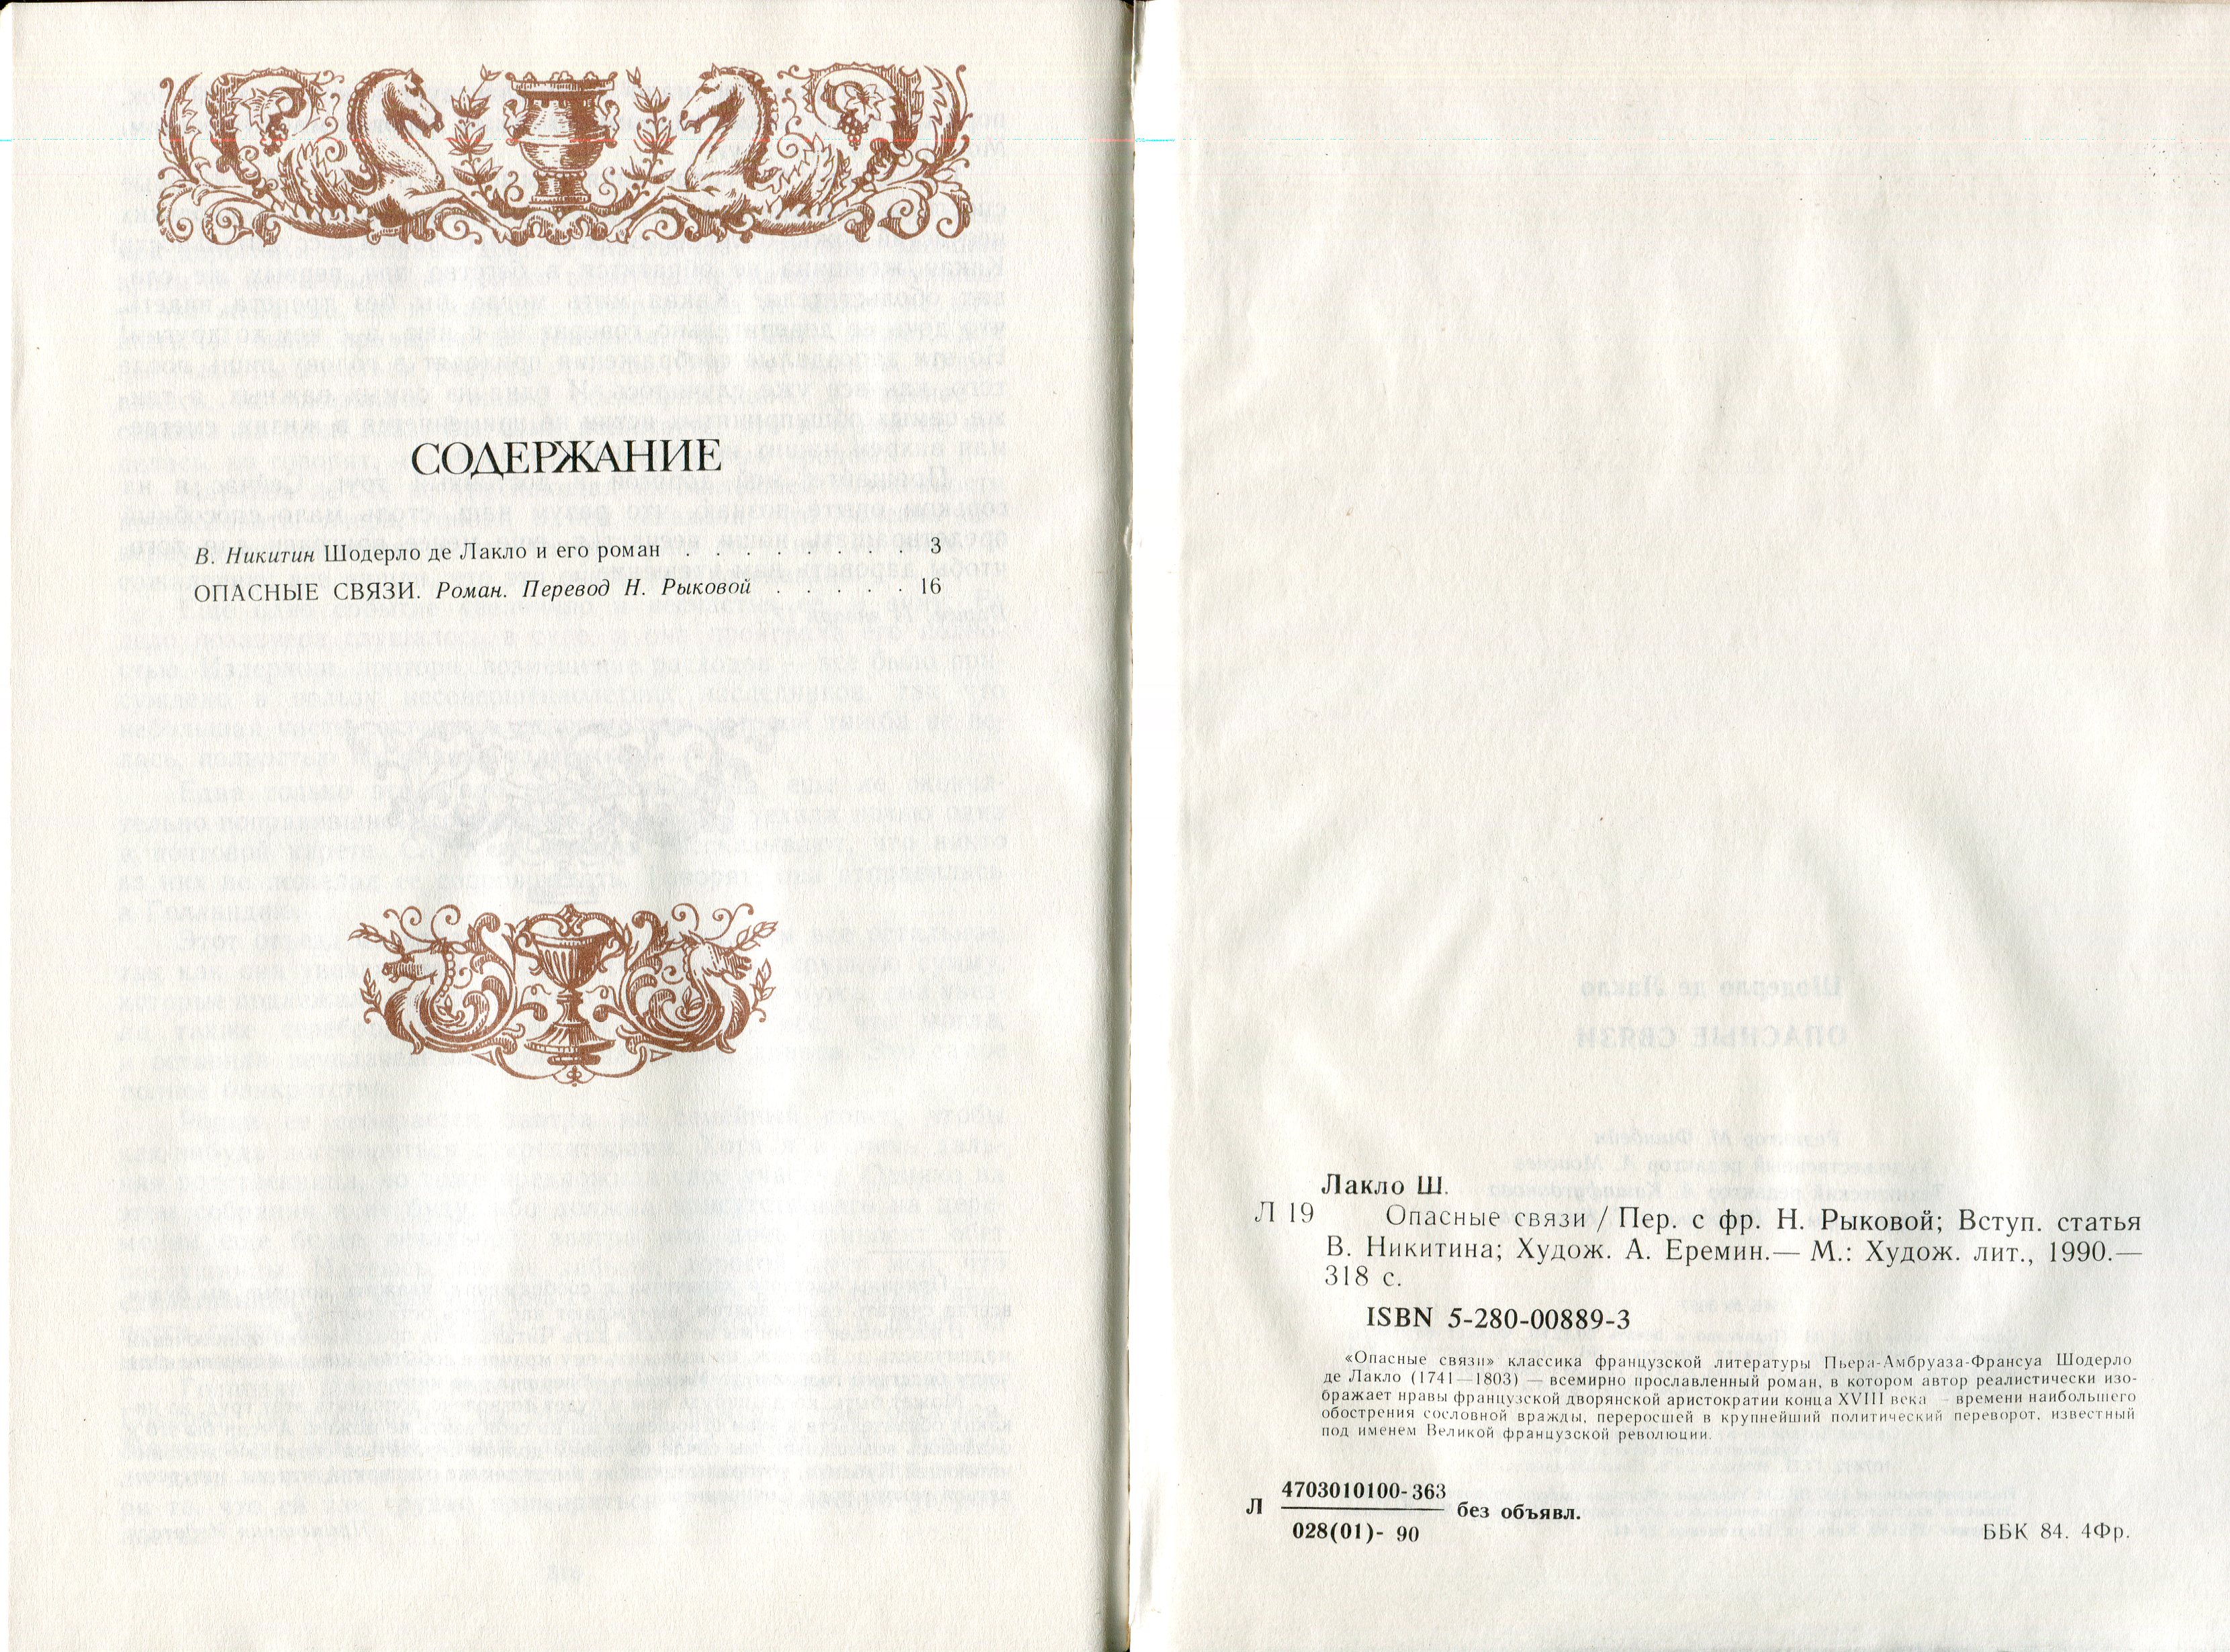 СОДЕРЖАНИЕ
В. Никитин Шодерло де Лакло и его роман . . . . . . . . 3
ОПАСНЫЕ СВЯЗИ. Роман. Перевод Н. Рыковой . . . . . 16
Лакло Ш.
Л 19 Опасные связи / Пер. с фр. Н. Рыковой; Вступ. статья
В. Никитина; Худож. А. Еремин.— М.: Худож. лит., 1990.—
318 с.
ISBN 5-280-00889-3
«Опасные связи» классика французской литературы Пьера-Амбруаза-Франсуа Шодерло
де Лакло (1741—1803) — всемирно прославленный роман, в котором автор реалистически изо-
бражает нравы французской дворянской аристократии конца XVIII века – времени наибольшего
обострения сословной вражды, переросшей в крупнейший политический переворот, известный
под именем Великой французской революции.
4703010100-363
Л без объявл.
028(01)- 90
ББК 84. 4Фр.